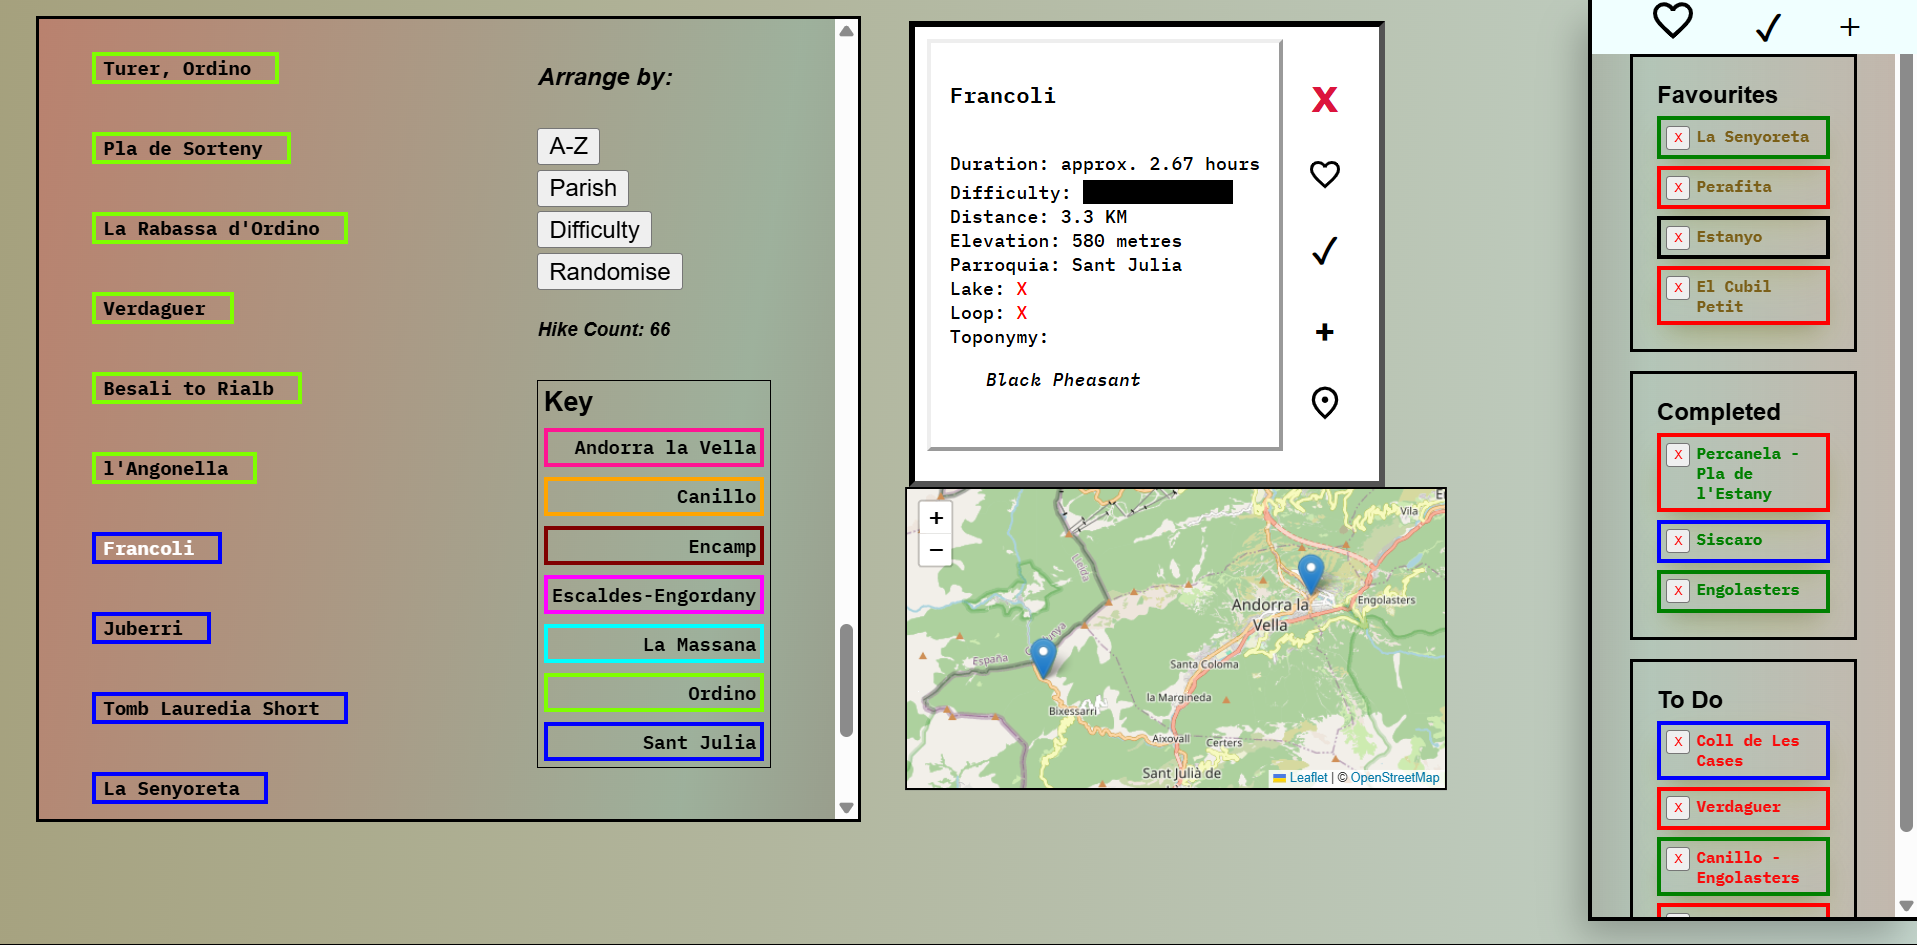 Turer, Ordino
Pla de Sorteny
La Rabassa d'Ordino
Verdaguer
Besali to Rialb
l'Angonella
Francoli
Juberri
Tomb Lauredia Short
La Senyoreta
Arrange by:
A-Z
Parish
Difficulty
Randomise
Hike Count: 66
Key
Andorra la Vella
Canillo
Encamp
Escaldes-Engordany
La Massana
Ordino
Sant Julia
Francoli
Duration: approx. 2.67 hours
Difficulty:
Distance: 3.3 KM
Elevation: 580 metres
Parroquia: Sant Julia
Lake: X
Loop: X
Toponymy:
Black Pheasant
X
+
+
−
Vila
Lleida
Andorra la
Vella
Engolasters
España
Santa Coloma
la Margineda
Bixessarri
Aixovall
Certers
Sant Julià de
Leaflet | © OpenStreetMap
+
Favourites
X La Senyoreta
X Perafita
X Estanyo
X El Cubil
Petit
Completed
X Percanela -
Pla de
l'Estany
X Siscaro
X Engolasters
To Do
X Coll de Les
Cases
X Verdaguer
X Canillo -
Engolasters